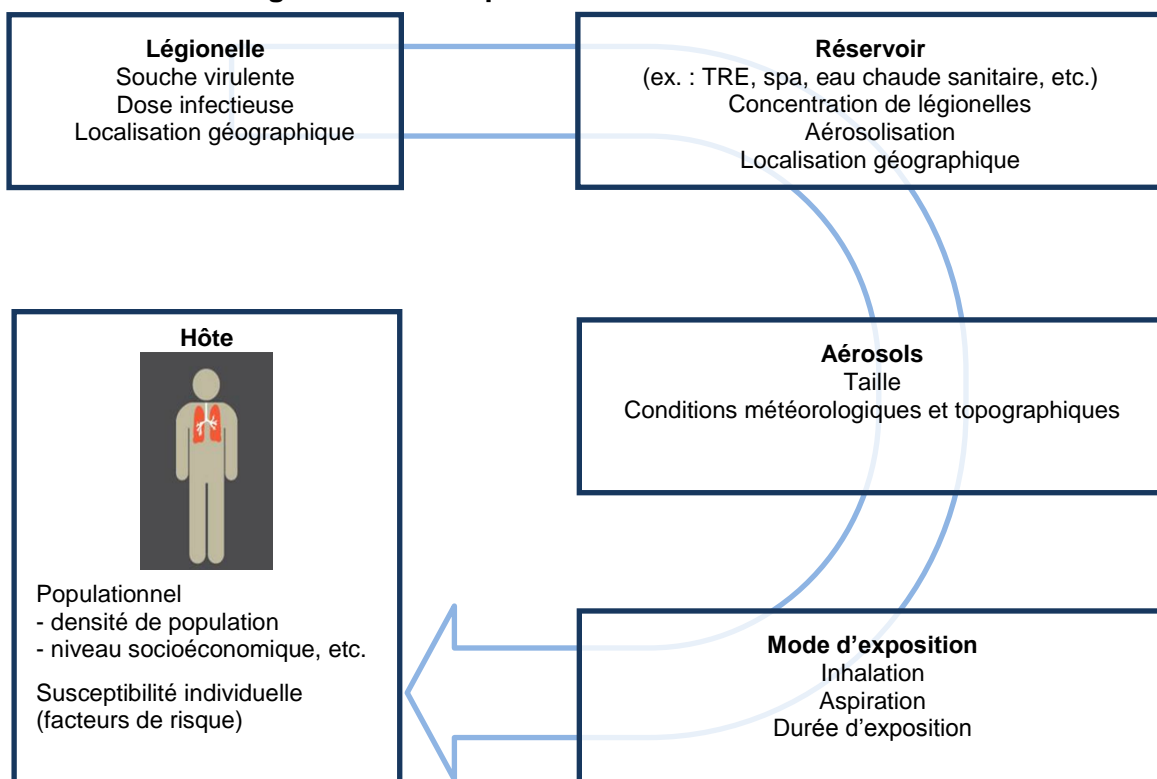 Légionelle
Souche virulente
Dose infectieuse
Localisation géographique
Réservoir
(ex. : TRE, spa, eau chaude sanitaire, etc.)
Concentration de légionelles
Aérosolisation
Localisation géographique
Aérosols
Taille
Conditions météorologiques et topographiques
Mode d’exposition
Inhalation
Aspiration
Durée d’exposition
Hôte
Populationnel
- densité de population
- niveau socioéconomique, etc.
Susceptibilité individuelle
(facteurs de risque)